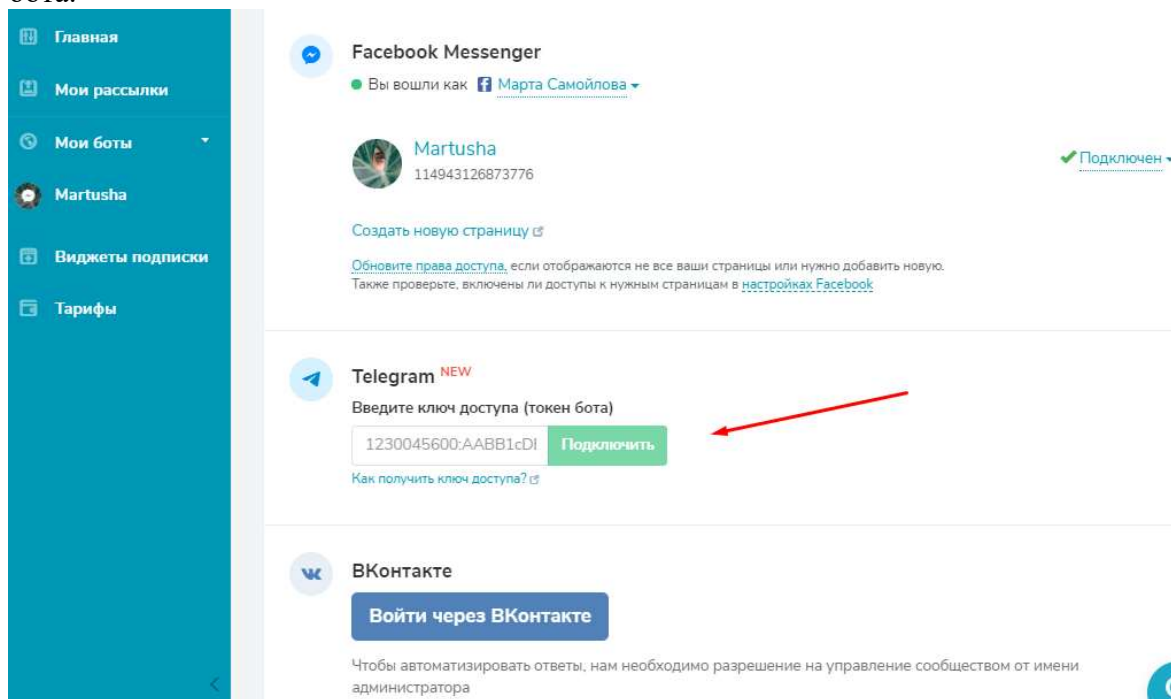 бота.
Главная
Мои рассылки
Мои боты
Martusha
Виджеты подписки
Тарифы
Facebook Messenger
Вы вошли как Марта Самойлова
Martusha
114943126873776
Подключен
Создать новую страницу
Обновите права доступа, если отображаются не все ваши страницы или нужно добавить новую.
Также проверьте, включены ли доступы к нужным страницам в настройках Facebook
Telegram NEW
Введите ключ доступа (токен бота)
1230045600:AABB1cDI Подключить
Как получить ключ доступа?
ВКонтакте
Войти через ВКонтакте
Чтобы автоматизировать ответы, нам необходимо разрешение на управление сообществом от имени
администратора